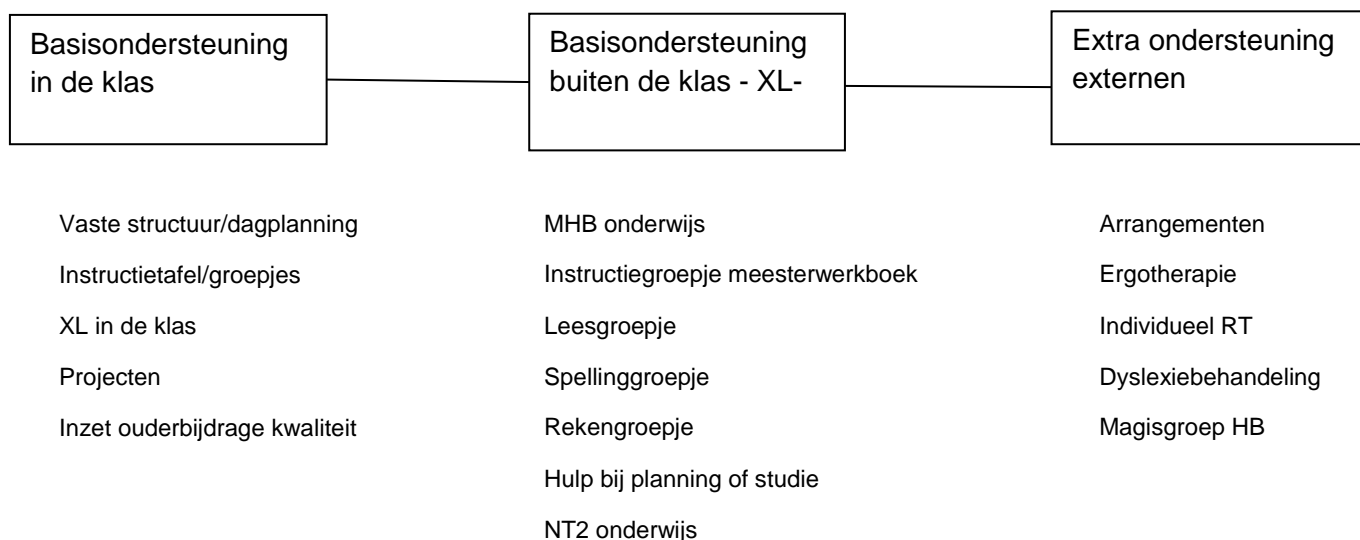 Basisondersteuning
in de klas
Basisondersteuning
buiten de klas - XL-
Extra ondersteuning
externen
Vaste structuur/dagplanning
Instructietafel/groepjes
XL in de klas
Projecten
Inzet ouderbijdrage kwaliteit
MHB onderwijs
Instructiegroepje meesterwerkboek
Leesgroepje
Spellinggroepje
Rekengroepje
Hulp bij planning of studie
NT2 onderwijs
Arrangementen
Ergotherapie
Individueel RT
Dyslexiebehandeling
Magisgroep HB